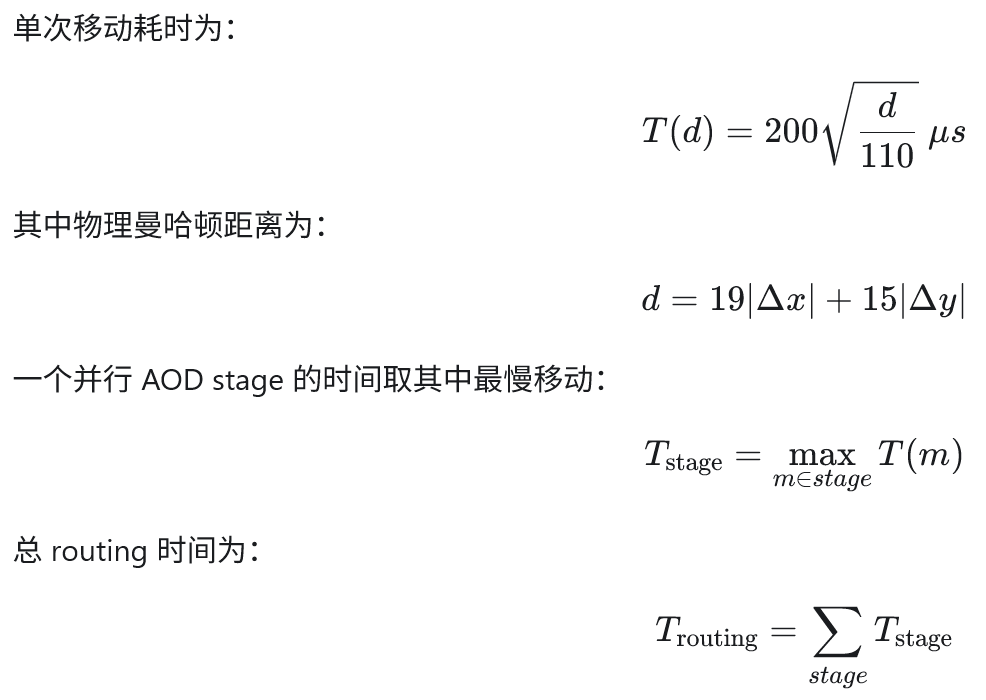 单次移动耗时为：
T(d) = 200√(d/110) μs
其中物理曼哈顿距离为：
d = 19|Δx| + 15|Δy|
一个并行 AOD stage 的时间取其中最慢移动：
T_stage = max_{m∈stage} T(m)
总 routing 时间为：
T_routing = ∑_{stage} T_stage